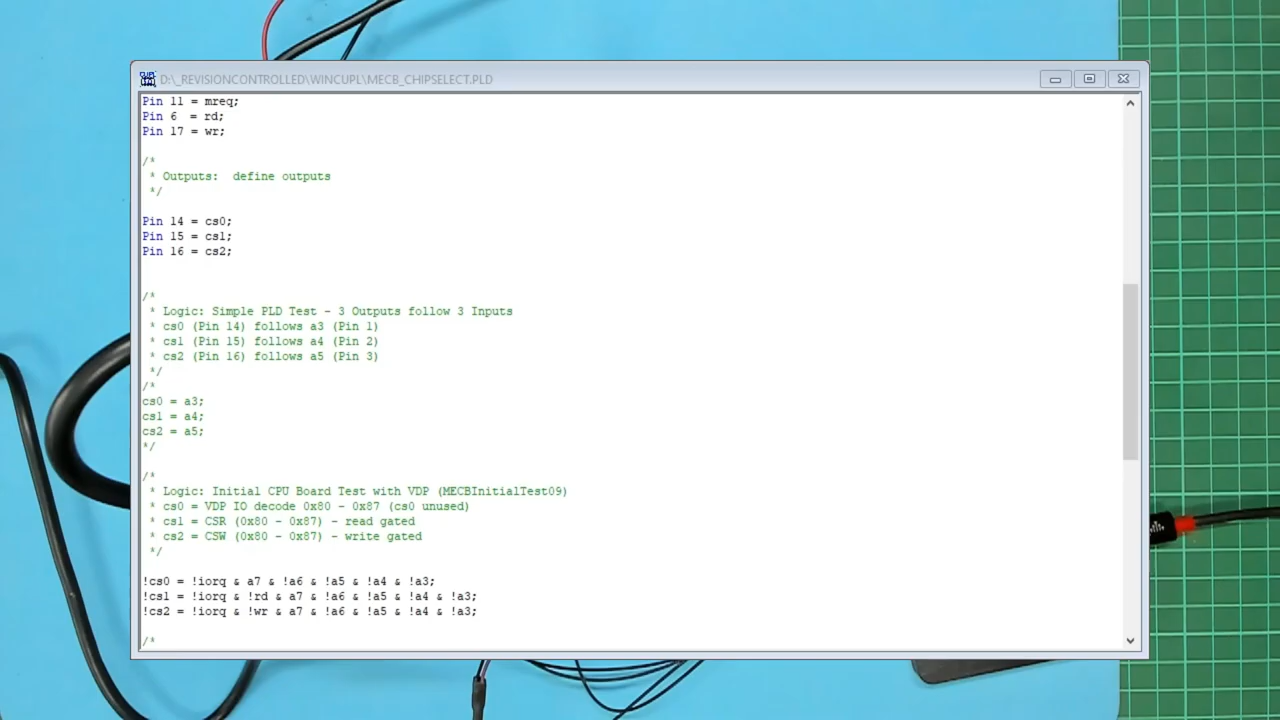 D:\_REVISIONCONTROLLED\WINCUPL\MECB_CHIPSELECT.PLD
Pin 11 = mreq;
Pin 6  = rd;
Pin 17 = wr;
/*
 * Outputs:  define outputs
 */
Pin 14 = cs0;
Pin 15 = cs1;
Pin 16 = cs2;
/*
 * Logic: Simple PLD Test - 3 Outputs follow 3 Inputs
 * cs0 (Pin 14) follows a3 (Pin 1)
 * cs1 (Pin 15) follows a4 (Pin 2)
 * cs2 (Pin 16) follows a5 (Pin 3)
 */
/*
cs0 = a3;
cs1 = a4;
cs2 = a5;
*/
/*
 * Logic: Initial CPU Board Test with VDP (MECBInitialTest09)
 * cs0 = VDP IO decode 0x80 - 0x87 (cs0 unused)
 * cs1 = CSR (0x80 - 0x87) - read gated
 * cs2 = CSW (0x80 - 0x87) - write gated
 */
!cs0 = !iorq & a7 & !a6 & !a5 & !a4 & !a3;
!cs1 = !iorq & !rd & a7 & !a6 & !a5 & !a4 & !a3;
!cs2 = !iorq & !wr & a7 & !a6 & !a5 & !a4 & !a3;
/*